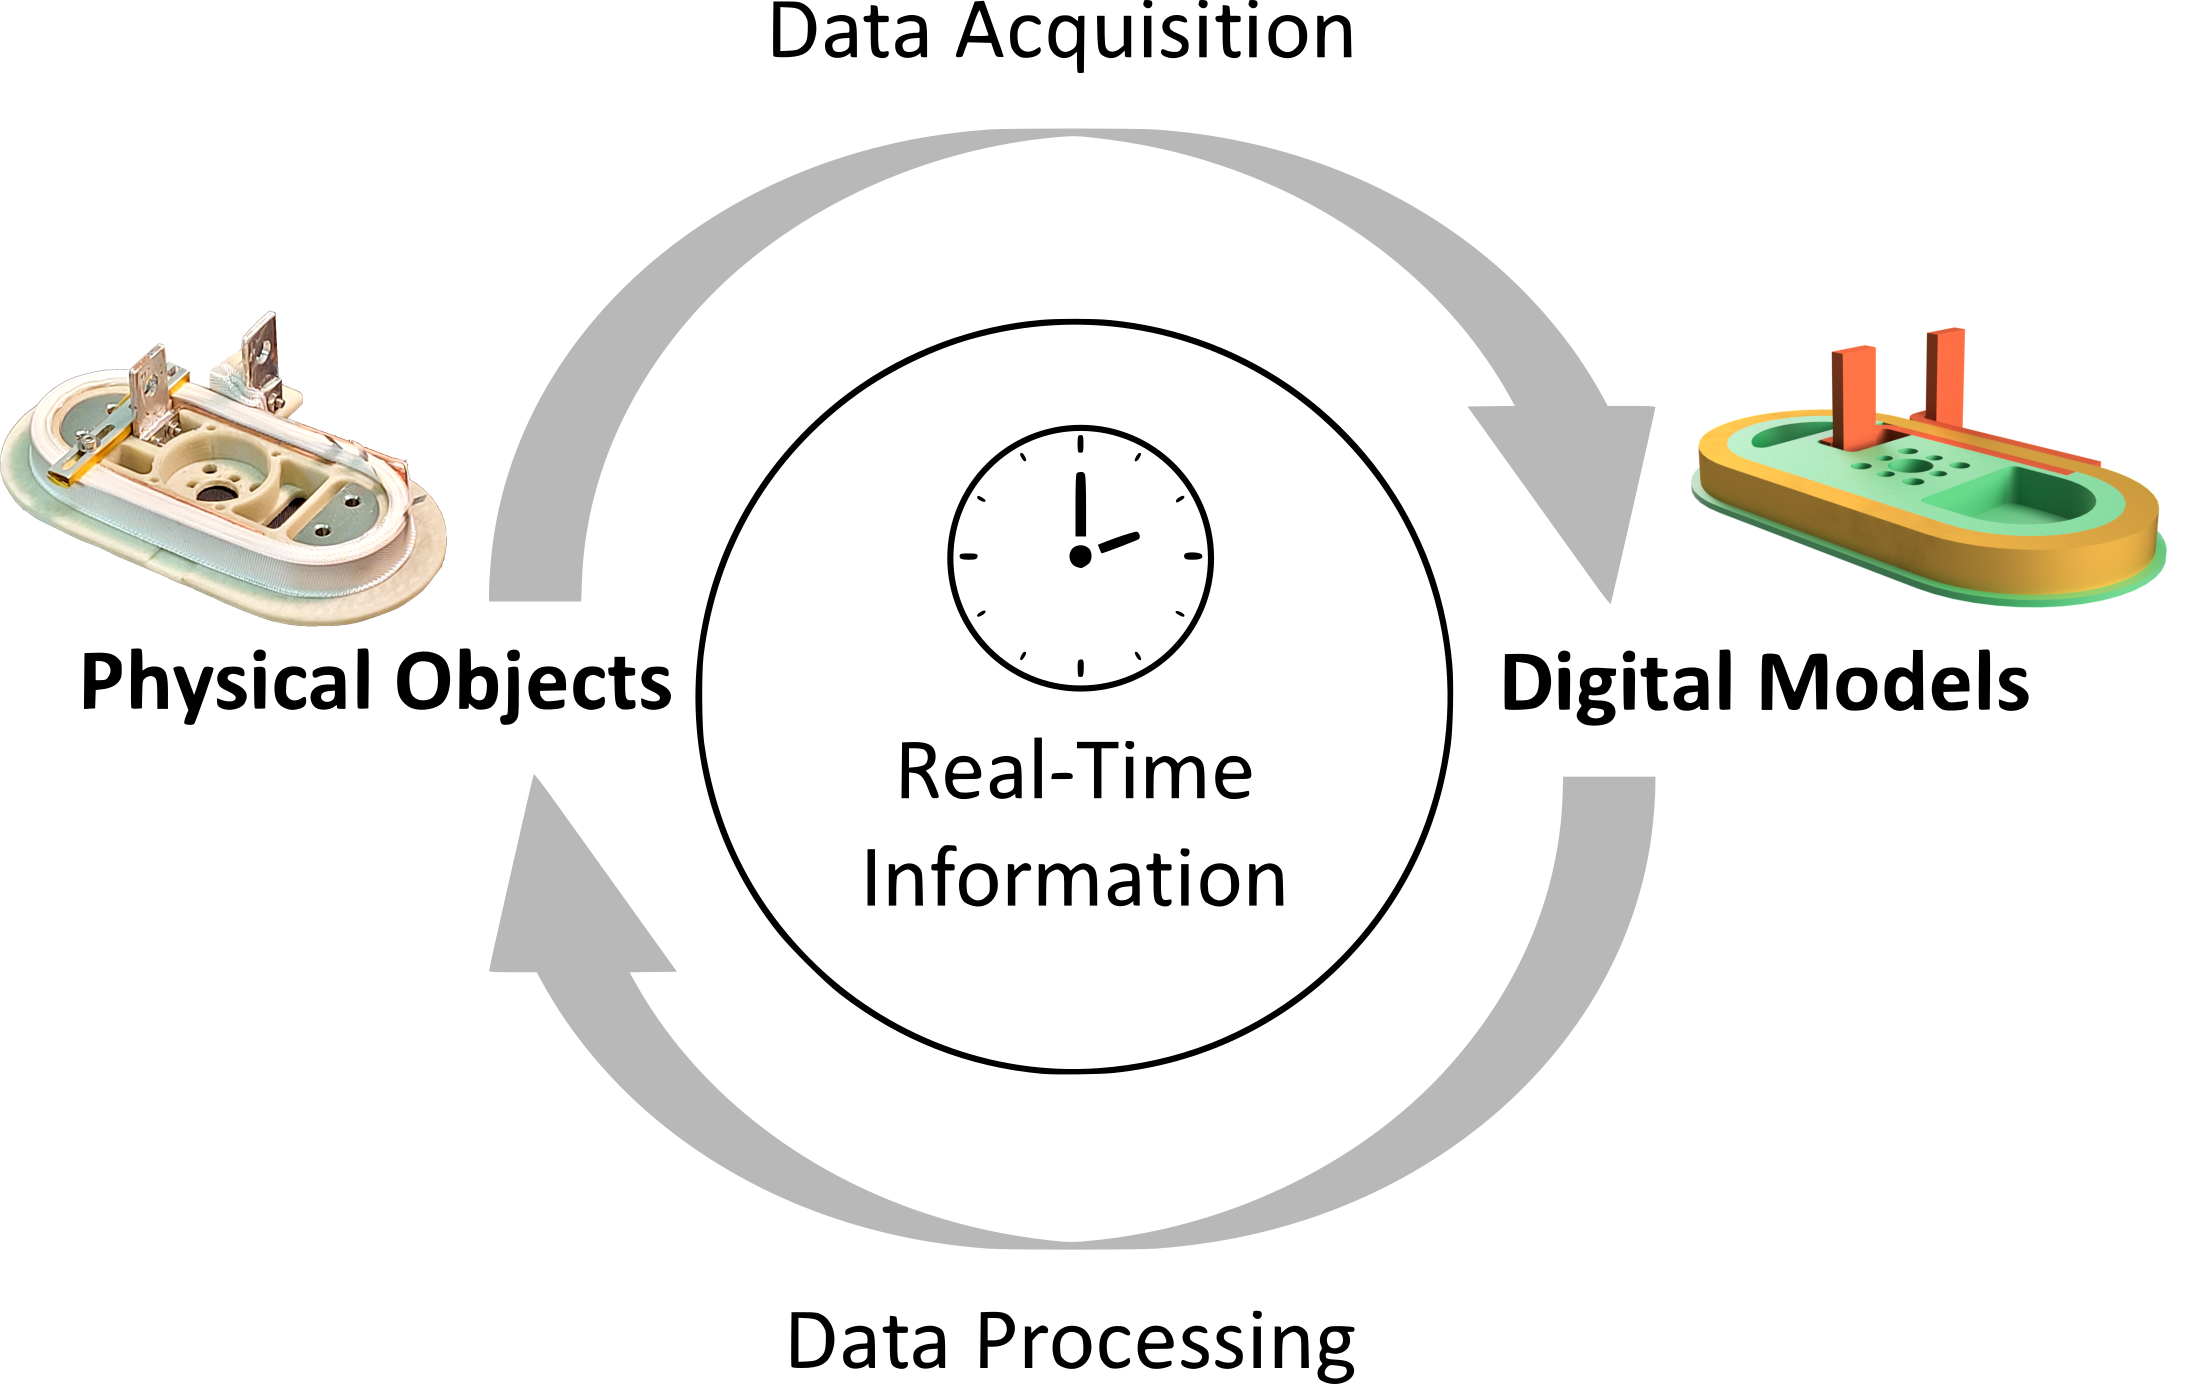 Data Acquisition
Physical Objects
Digital Models
Real-Time
Information
Data Processing